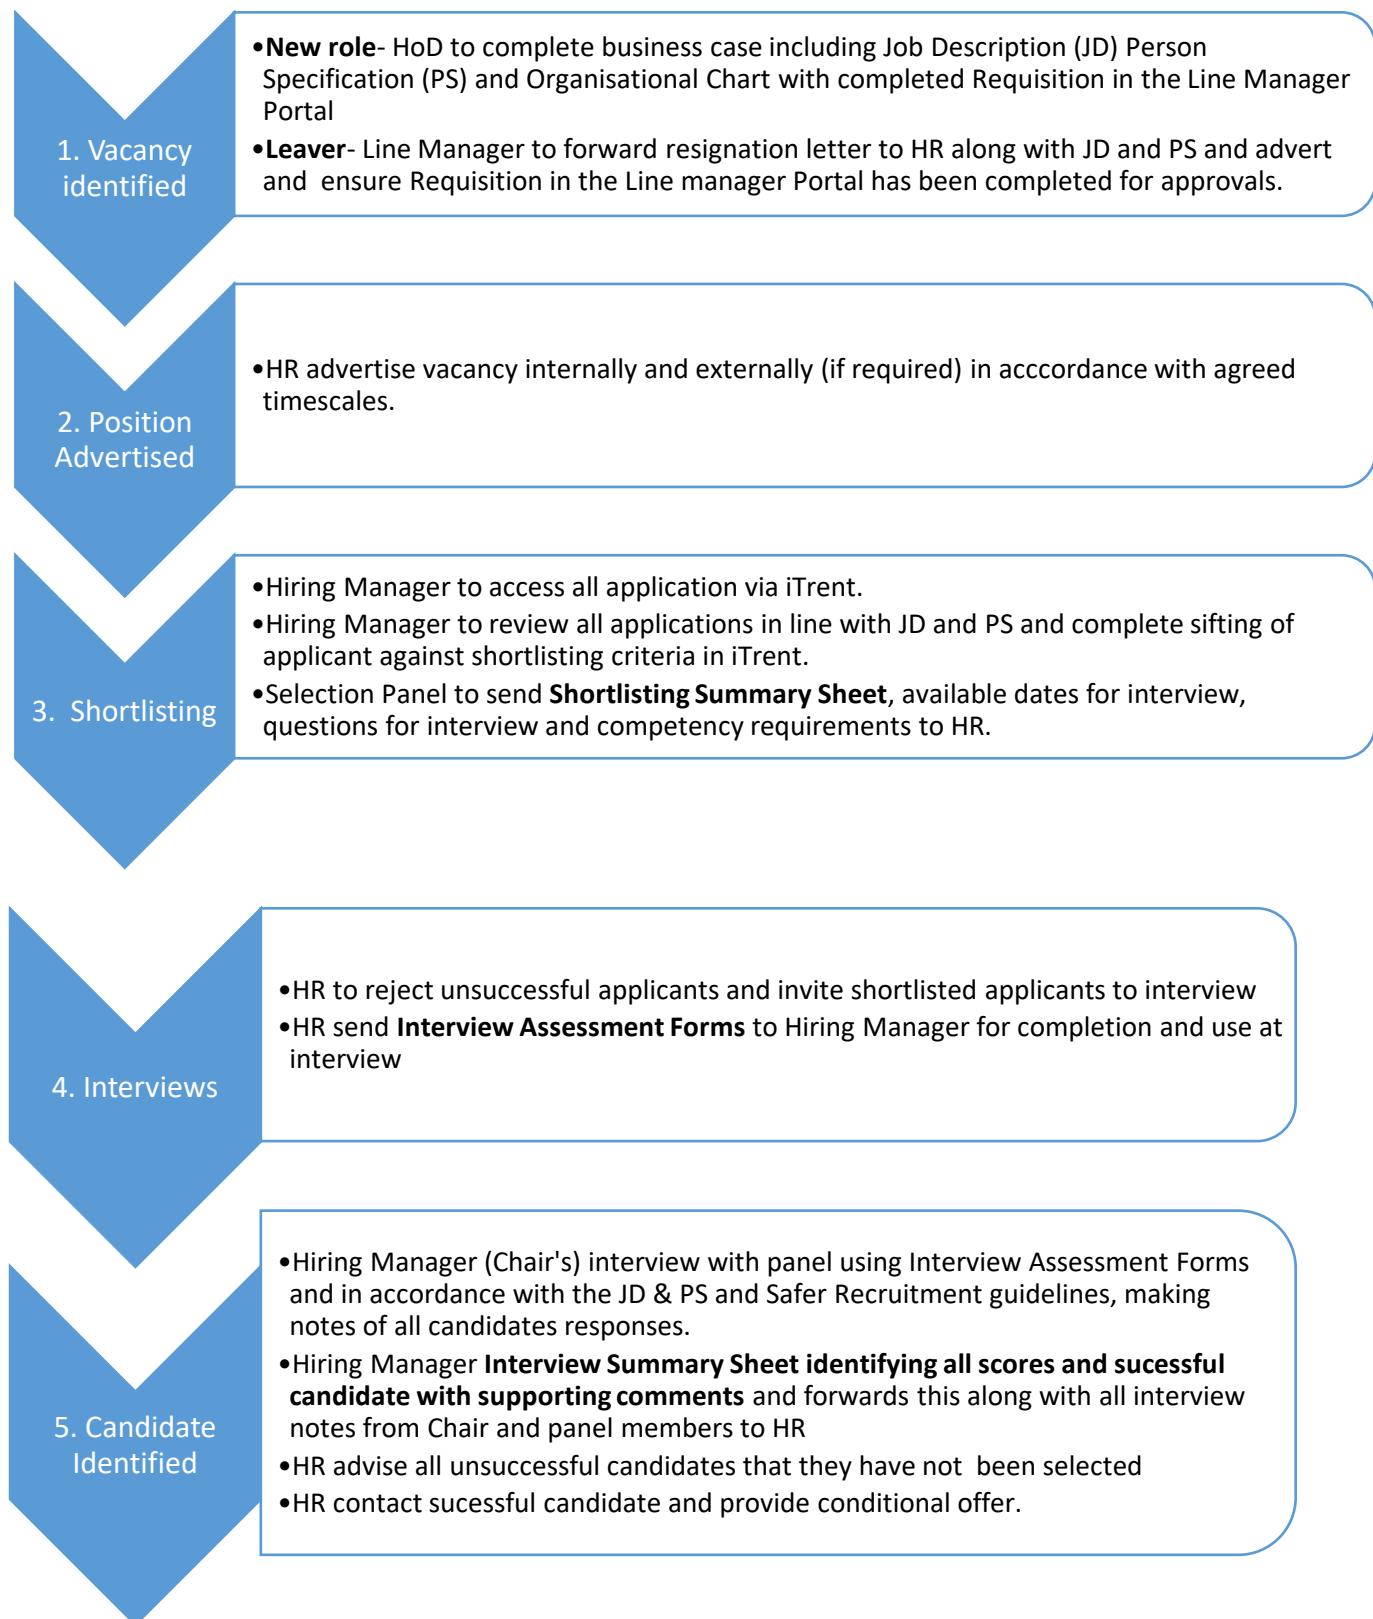 1. Vacancy
identified
•New role- HoD to complete business case including Job Description (JD) Person
Specification (PS) and Organisational Chart with completed Requisition in the Line Manager
Portal
•Leaver- Line Manager to forward resignation letter to HR along with JD and PS and advert
and  ensure Requisition in the Line manager Portal has been completed for approvals.
2. Position
Advertised
•HR advertise vacancy internally and externally (if required) in acccordance with agreed
timescales.
3.  Shortlisting
•Hiring Manager to access all application via iTrent.
•Hiring Manager to review all applications in line with JD and PS and complete sifting of
applicant against shortlisting criteria in iTrent.
•Selection Panel to send Shortlisting Summary Sheet, available dates for interview,
questions for interview and competency requirements to HR.
4. Interviews
•HR to reject unsuccessful applicants and invite shortlisted applicants to interview
•HR send Interview Assessment Forms to Hiring Manager for completion and use at
interview
5. Candidate
Identified
•Hiring Manager (Chair's) interview with panel using Interview Assessment Forms
and in accordance with the JD & PS and Safer Recruitment guidelines, making
notes of all candidates responses.
•Hiring Manager Interview Summary Sheet identifying all scores and sucessful
candidate with supporting comments and forwards this along with all interview
notes from Chair and panel members to HR
•HR advise all unsuccessful candidates that they have not  been selected
•HR contact sucessful candidate and provide conditional offer.